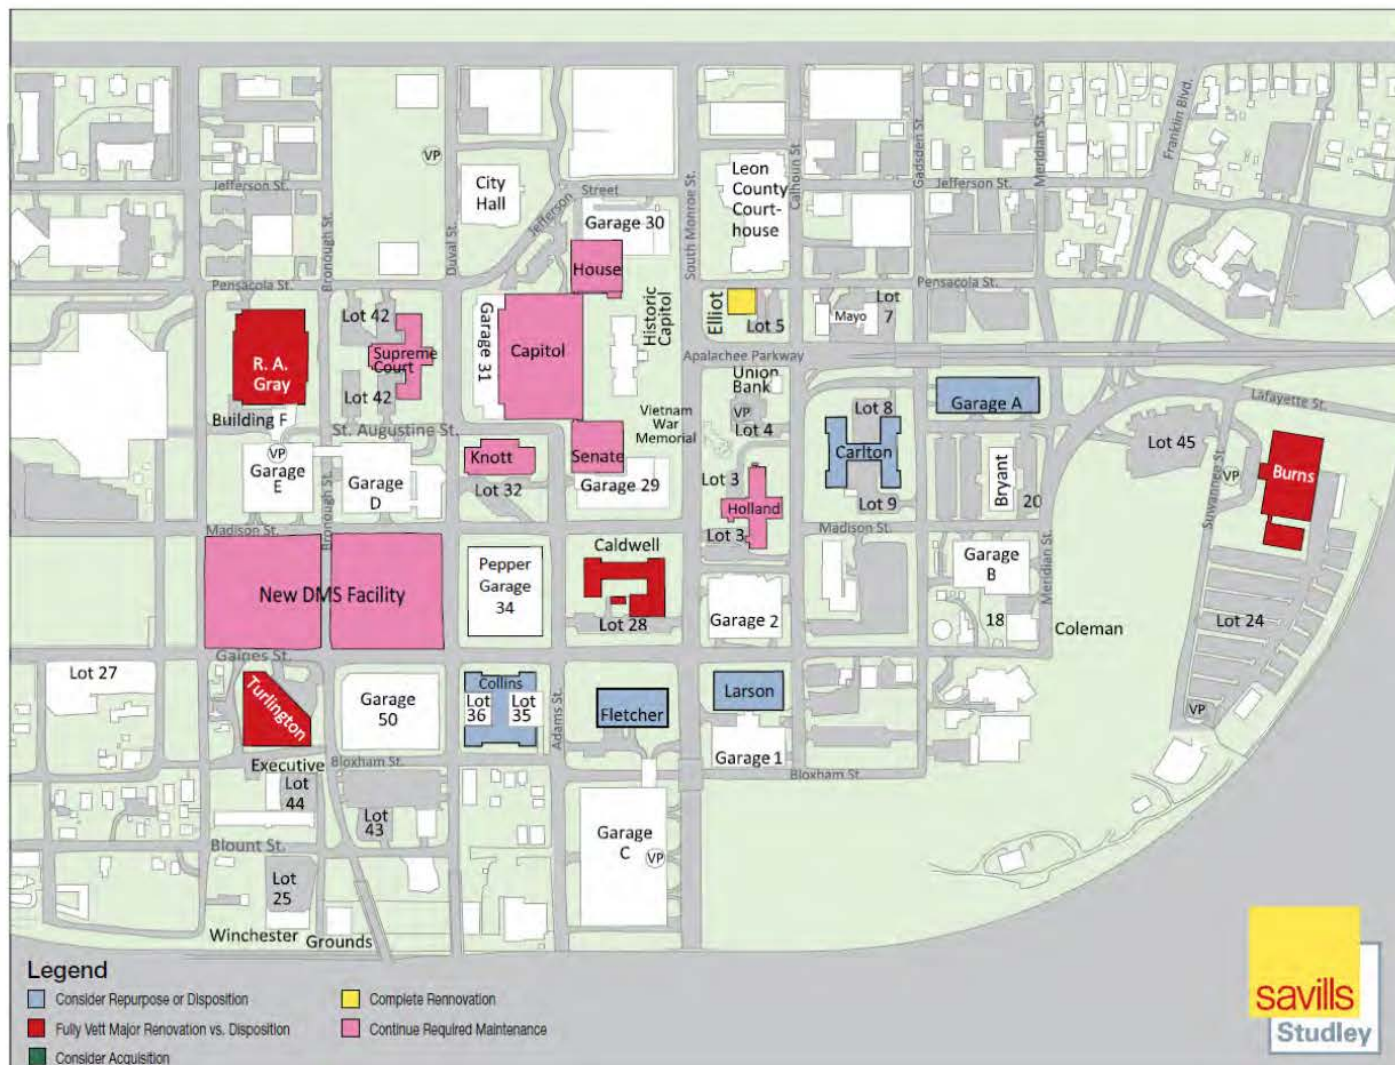 Jefferson St.
VP
City
Hall
Jefferson
Street
Garage 30
South Monroe St.
Leon
County
Court-
house
Calhoun St.
Gadsden St.
Jefferson St.
Meridian St.
Franklin Blvd.
Pensacola St.
Bronough St.
Duval St.
House
Pensacola St.
R. A.
Gray
Lot 42
Supreme
Court
Lot 42
Garage 31
Capitol
Historic
Capitol
Elliot
Lot 5
Mayo
Lot
7
Apalachee Parkway
Union
Bank
VP
Lot 4
Building F
St. Augustine St.
Vietnam
War
Memorial
Lot 8
Carlton
Lot 9
Garage A
Lafayette St.
Lot 45
VP
Garage
E
Garage
D
Knott
Lot 32
Senate
Garage 29
Lot 3
Holland
Lot 3
Bryant
20
Suwannee St.
VP
Burns
Madison St.
Bronough St.
Madison St.
New DMS Facility
Pepper
Garage
34
Caldwell
Lot 28
Garage 2
Garage
B
18
Meridian St.
Coleman
Lot 24
Gaines St.
Lot 27
Turlington
Garage
50
Collins
Lot
36
Lot
35
Adams St.
Fletcher
Larson
Garage 1
VP
Executive
Bloxham St.
Bloxham St.
Lot
44
Lot
43
Garage
C
VP
Blount St.
Lot
25
Winchester
Grounds
Legend
Consider Repurpose or Disposition
Complete Rennovation
Fully Vett Major Renovation vs. Disposition
Continue Required Maintenance
Consider Acquisition
savills
Studley